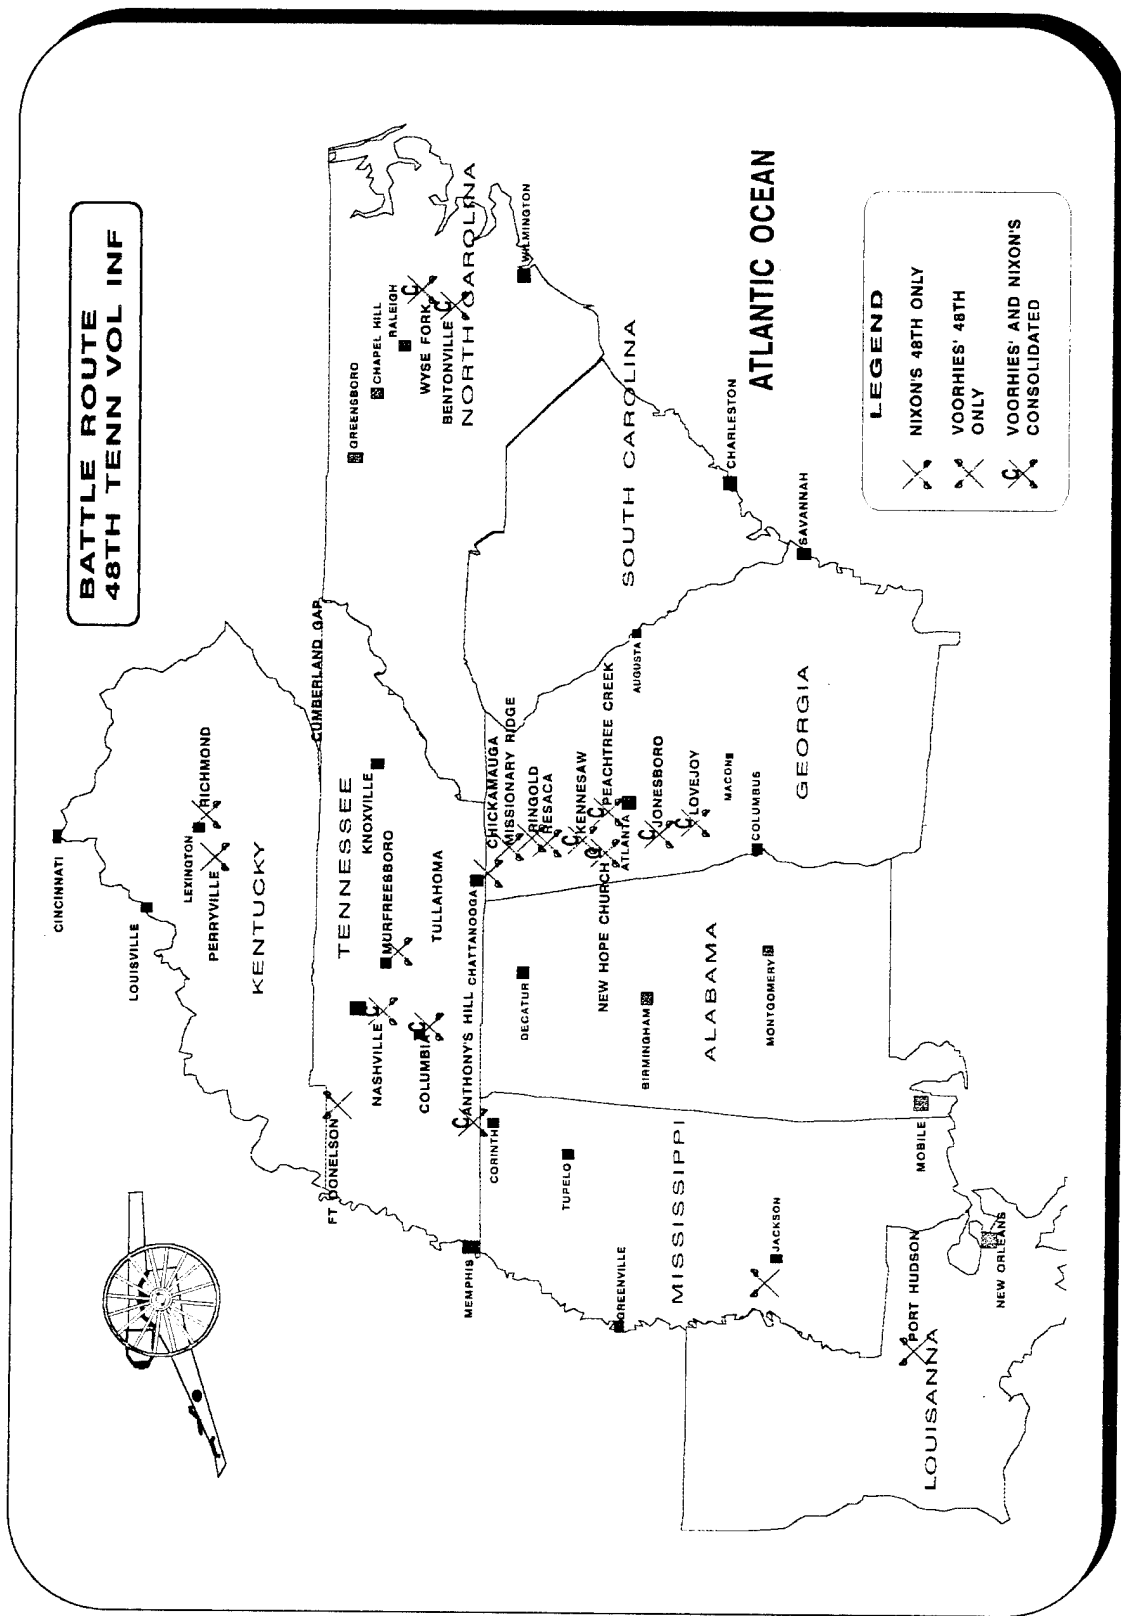 BATTLE ROUTE
48TH TENN VOL INF
CINCINNATI
LOUISVILLE
LEXINGTON
RICHMOND
PERRYVILLE
KENTUCKY
CUMBERLAND GAP
FT DONELSON
TENNESSEE
NASHVILLE
KNOXVILLE
MURFREESBORO
COLUMBIA
TULLAHOMA
MEMPHIS
ANTHONY'S HILL
CHATTANOOGA
GREENSBORO
CHAPEL HILL
RALEIGH
WYSE FORK
BENTONVILLE
NORTH CAROLINA
WILMINGTON
CORINTH
DECATUR
CHICKAMAUGA
MISSIONARY RIDGE
RINGOLD
RESACA
KENNESAW
NEW HOPE CHURCH
PEACHTREE CREEK
ATLANTA
AUGUSTA
SOUTH CAROLINA
TUPELO
GREENVILLE
BIRMINGHAM
JONESBORO
LOVEJOY
MISSISSIPPI
ALABAMA
MACON
COLUMBUS
CHARLESTON
ATLANTIC OCEAN
JACKSON
MONTGOMERY
GEORGIA
SAVANNAH
PORT HUDSON
MOBILE
LOUISANNA
NEW ORLEANS
LEGEND
NIXON'S 48TH ONLY
VOORHIES' 48TH
ONLY
C VOORHIES' AND NIXON'S
CONSOLIDATED